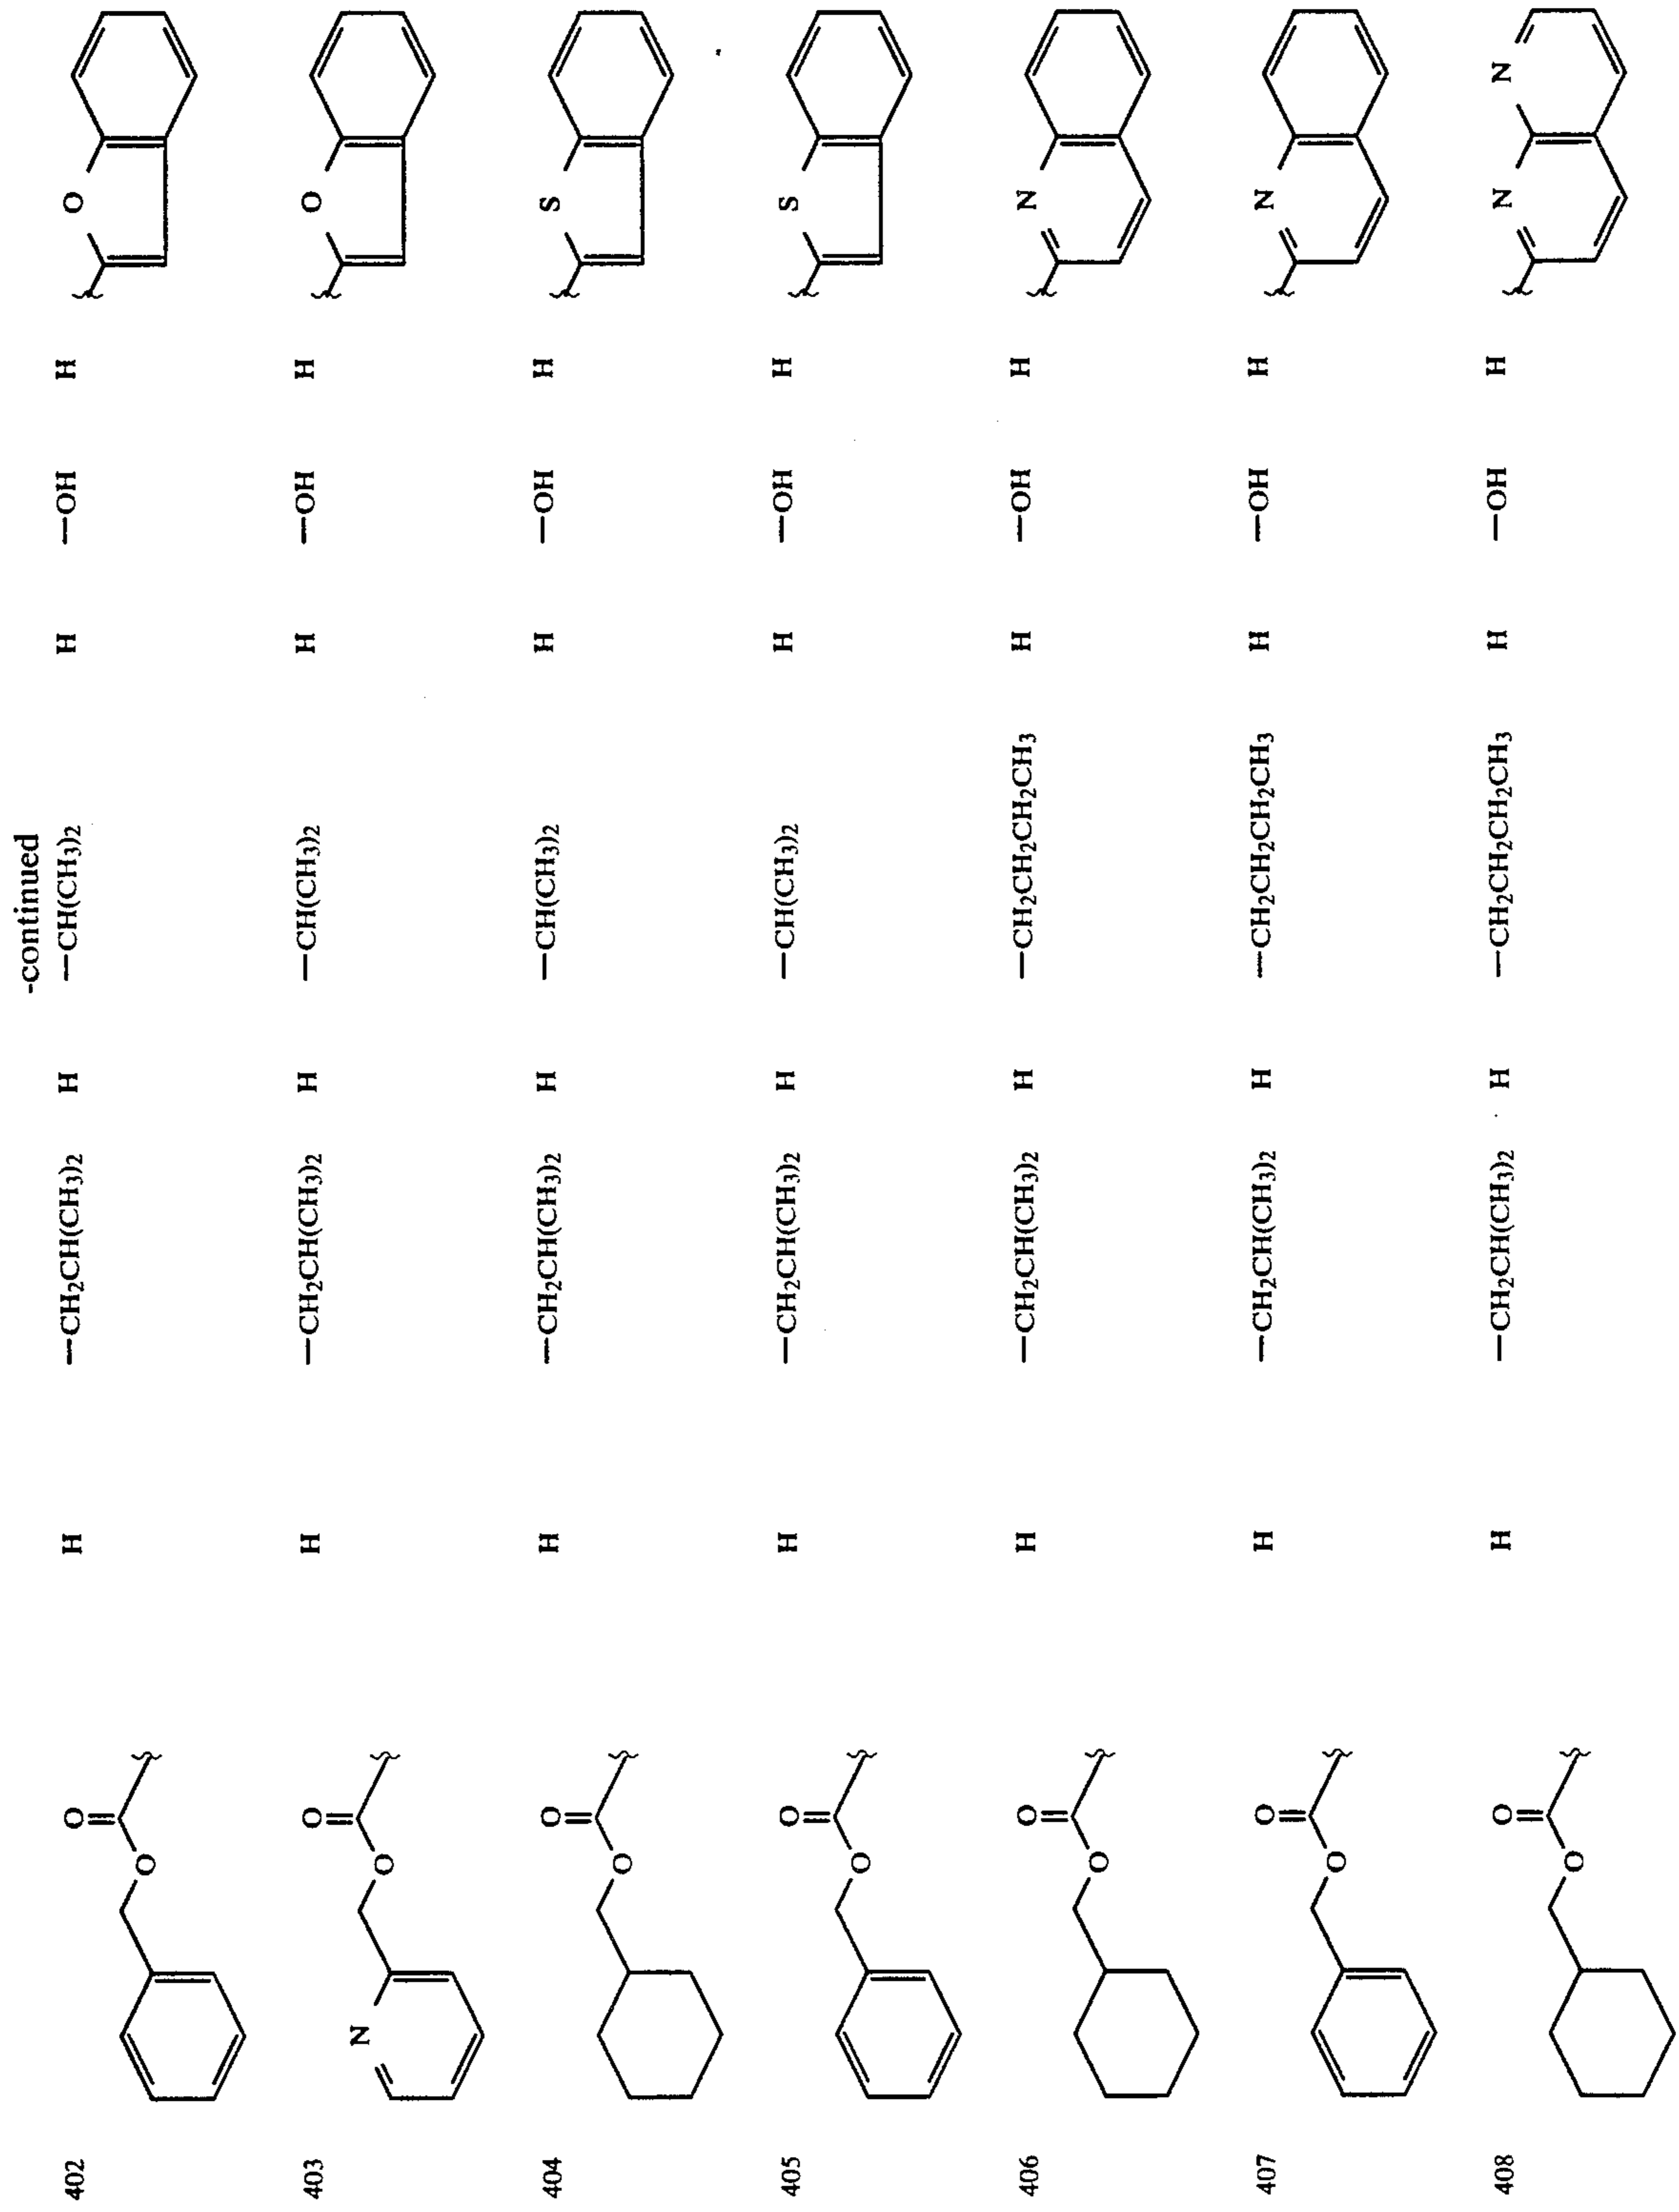 -continued
402 O O H —CH₂CH(CH₃)₂ H —CH(CH₃)₂ H —OH H O
403 N O O H —CH₂CH(CH₃)₂ H —CH(CH₃)₂ H —OH H O
404 O O H —CH₂CH(CH₃)₂ H —CH(CH₃)₂ H —OH H S
405 O O H —CH₂CH(CH₃)₂ H —CH(CH₃)₂ H —OH H S
406 O O H —CH₂CH(CH₃)₂ H —CH₂CH₂CH₂CH₃ H —OH H N
407 O O H —CH₂CH(CH₃)₂ H —CH₂CH₂CH₂CH₃ H —OH H N
408 O O H —CH₂CH(CH₃)₂ H —CH₂CH₂CH₂CH₃ H —OH H N N